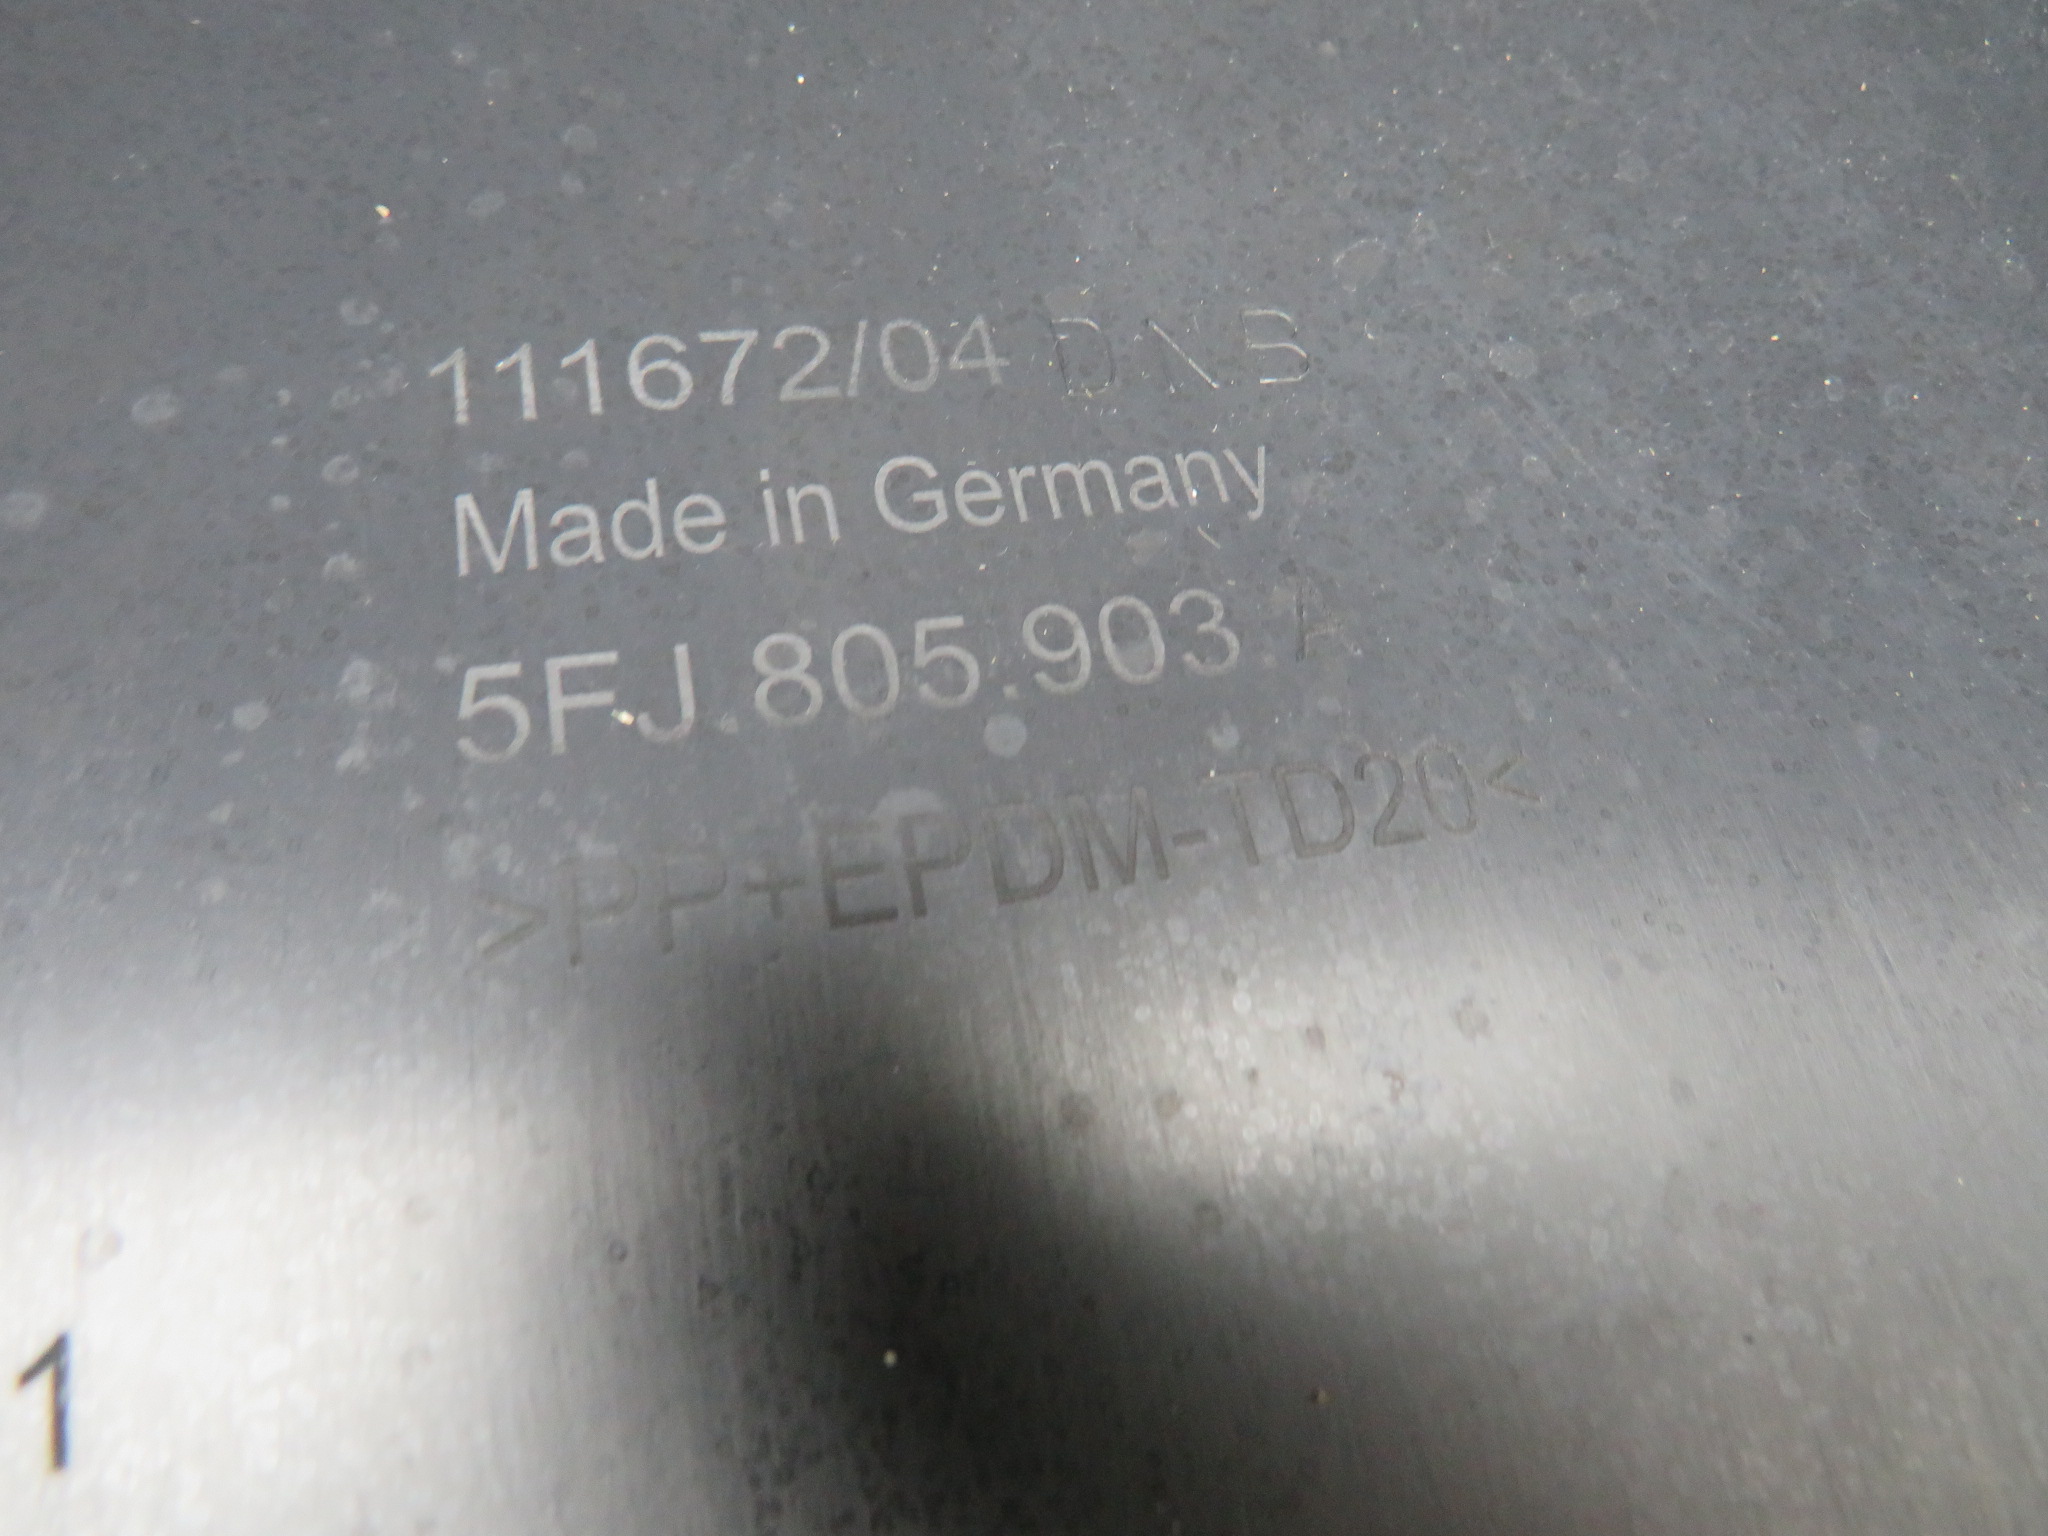 111672/04 DNB
Made in Germany
5FJ.805.903 A
>PP+EPDM-TD20<
1